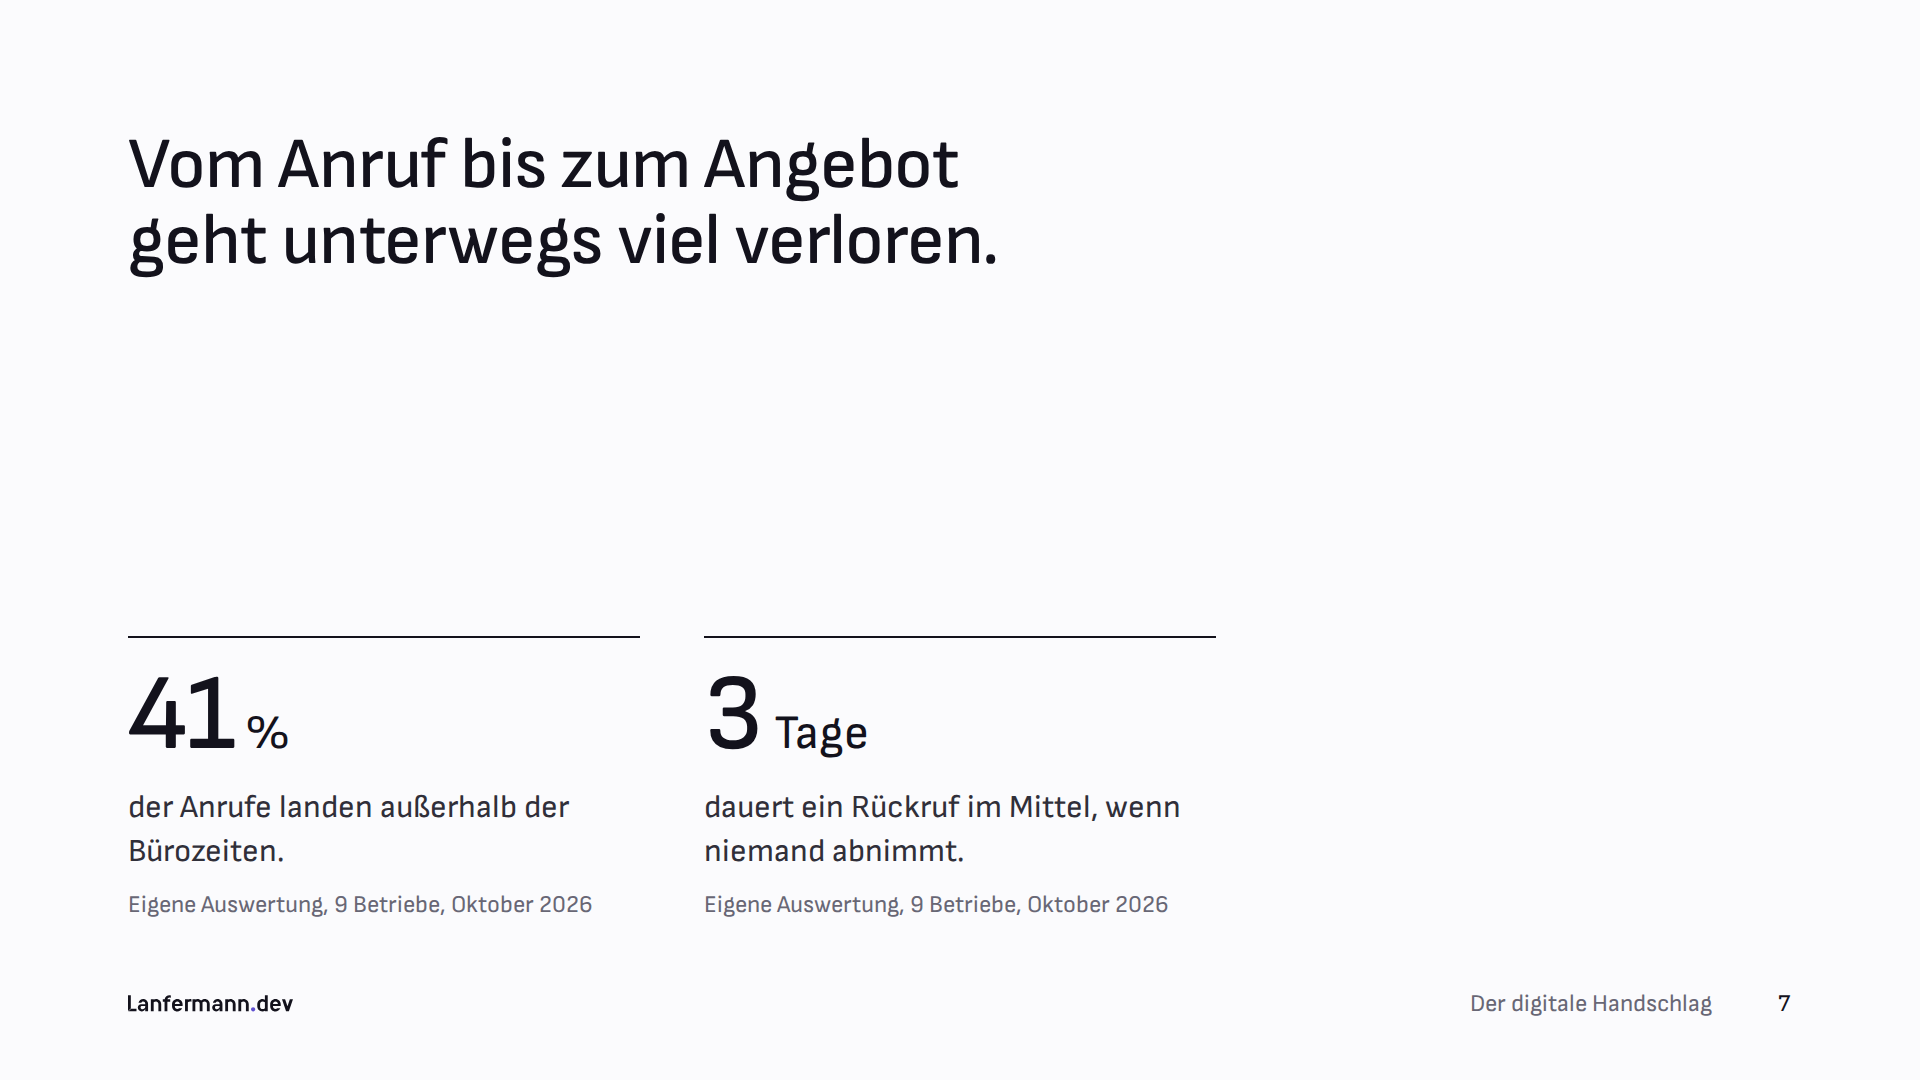 Vom Anruf bis zum Angebot
geht unterwegs viel verloren.
41 %
der Anrufe landen außerhalb der
Bürozeiten.
Eigene Auswertung, 9 Betriebe, Oktober 2026
3 Tage
dauert ein Rückruf im Mittel, wenn
niemand abnimmt.
Eigene Auswertung, 9 Betriebe, Oktober 2026
Lanfermann.dev
Der digitale Handschlag
7